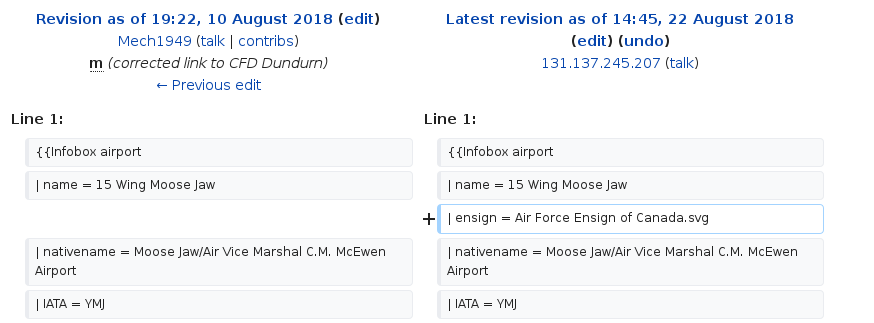 Revision as of 19:22, 10 August 2018 (edit)
Mech1949 (talk | contribs)
m (corrected link to CFD Dundurn)
← Previous edit
Latest revision as of 14:45, 22 August 2018
(edit) (undo)
131.137.245.207 (talk)
Line 1:
Line 1:
{{Infobox airport
{{Infobox airport
| name = 15 Wing Moose Jaw
| name = 15 Wing Moose Jaw
+ | ensign = Air Force Ensign of Canada.svg
| nativename = Moose Jaw/Air Vice Marshal C.M. McEwen
Airport
| nativename = Moose Jaw/Air Vice Marshal C.M. McEwen
Airport
| IATA = YMJ
| IATA = YMJ